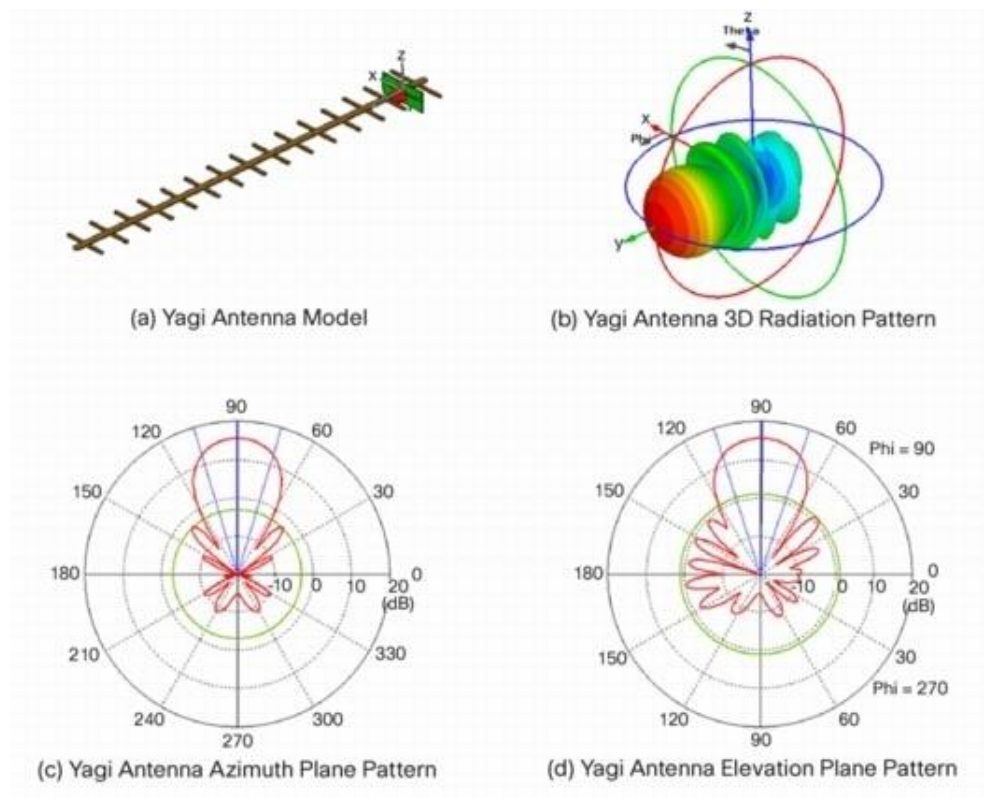 Z
X
(a) Yagi Antenna Model
Z
Theta
X
Phi
y
(b) Yagi Antenna 3D Radiation Pattern
90
120
60
150
30
180
-10 0 10 20 0
(dB)
210
330
240
300
270
(c) Yagi Antenna Azimuth Plane Pattern
90
120
60
Phi = 90
150
30
180
-10 0 10 20 0
(dB)
150
30
Phi = 270
120
60
90
(d) Yagi Antenna Elevation Plane Pattern